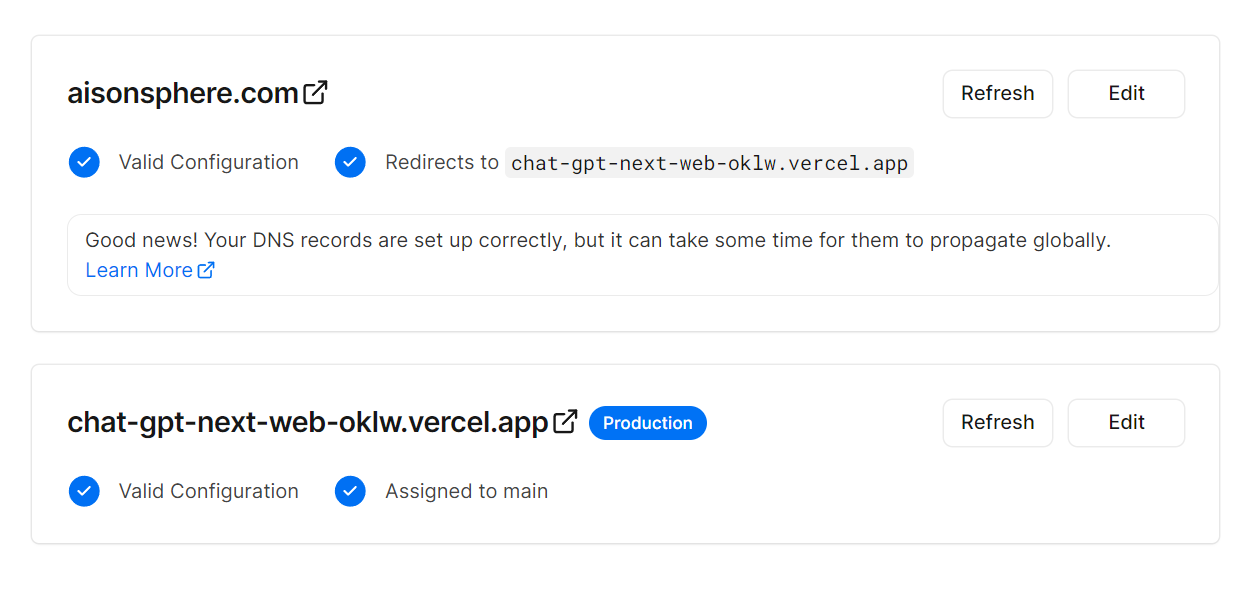 aisonsphere.com
Refresh
Edit
Valid Configuration
Redirects to chat-gpt-next-web-oklw.vercel.app
Good news! Your DNS records are set up correctly, but it can take some time for them to propagate globally.
Learn More
chat-gpt-next-web-oklw.vercel.app
Production
Refresh
Edit
Valid Configuration
Assigned to main